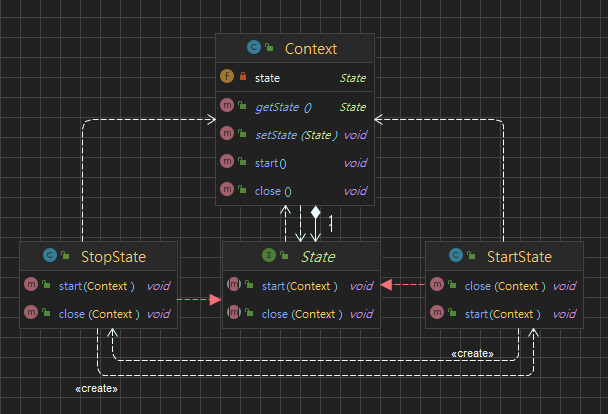 Context
state State
getState () State
setState (State ) void
start() void
close () void
1
StopState
start(Context ) void
close (Context ) void
State
start(Context ) void
close (Context ) void
StartState
close (Context ) void
start(Context ) void
«create»
«create»